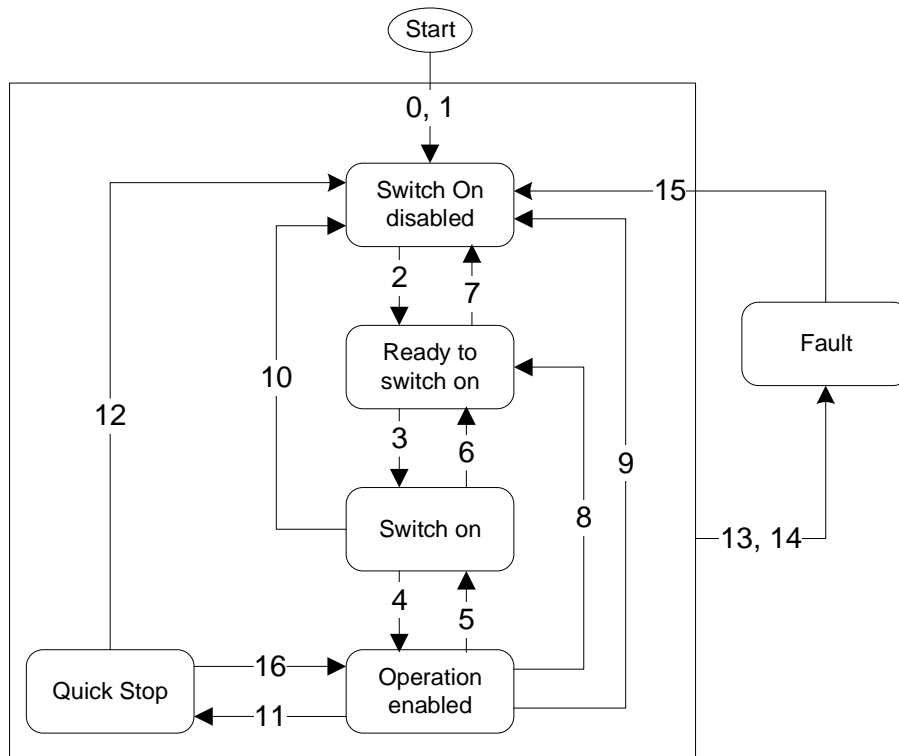 Start
0, 1
Switch On
disabled
15
2
7
Ready to
switch on
Fault
10
12
3
6
9
8
Switch on
13, 14
4
5
Quick Stop
16
11
Operation
enabled